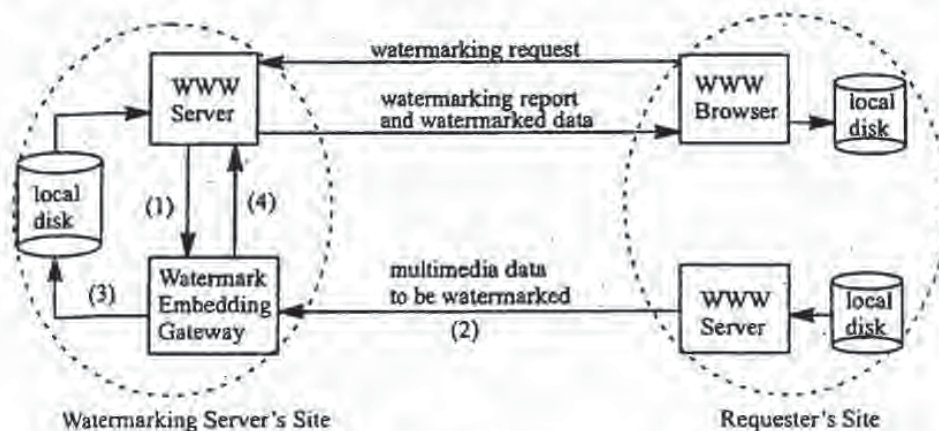 watermarking request
WWW
Server
watermarking report
and watermarked data
WWW
Browser
local
disk
local
disk
(1)
(4)
(3)
Watermark
Embedding
Gateway
multimedia data
to be watermarked
(2)
WWW
Server
local
disk
Watermarking Server's Site
Requester's Site